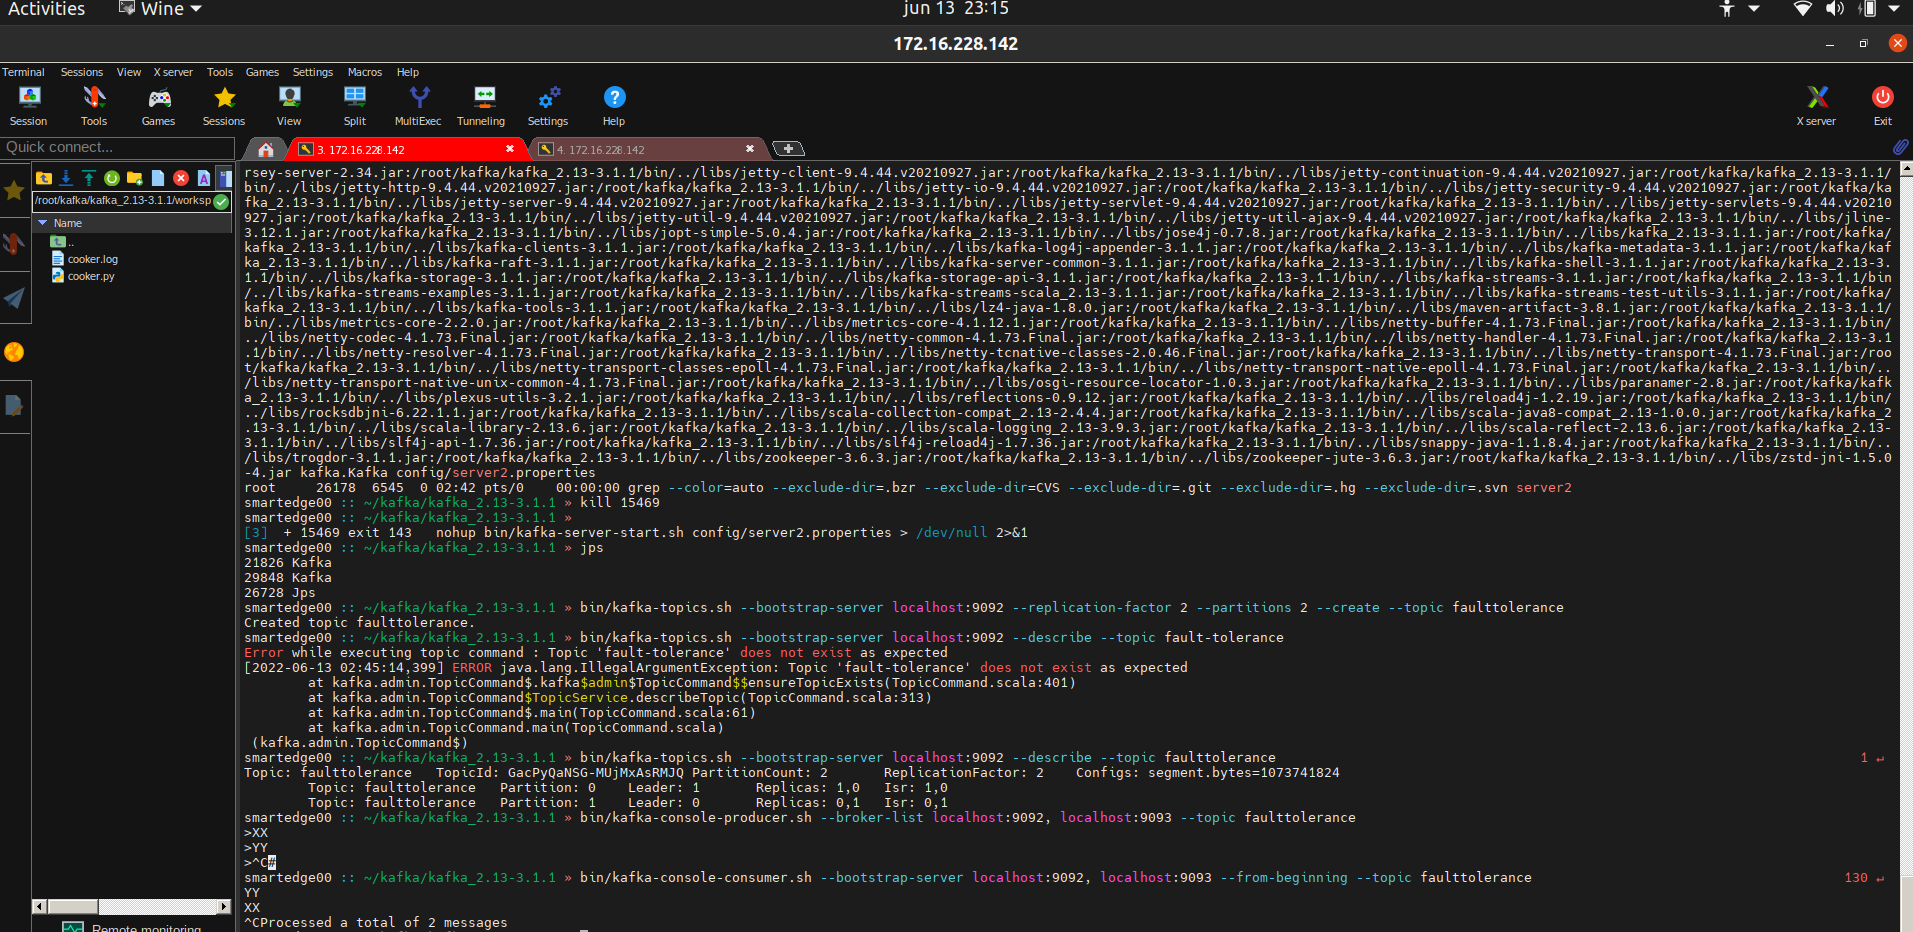 Activities
Wine
jun 13 23:15
172.16.228.142
Terminal Sessions View X server Tools Games Settings Macros Help
Session Tools Games Sessions View Split MultiExec Tunneling Settings Help X server Exit
Quick connect...
3. 172.16.228.142
4. 172.16.228.142
/root/kafka/kafka_2.13-3.1.1/worksp
Name
..
cooker.log
cooker.py
Remote monitoring
rsey-server-2.34.jar:/root/kafka/kafka_2.13-3.1.1/bin/../libs/jetty-client-9.4.44.v20210927.jar:/root/kafka/kafka_2.13-3.1.1/bin/../libs/jetty-continuation-9.4.44.v20210927.jar:/root/kafka/kafka_2.13-3.1.1/
bin/../libs/jetty-http-9.4.44.v20210927.jar:/root/kafka/kafka_2.13-3.1.1/bin/../libs/jetty-io-9.4.44.v20210927.jar:/root/kafka/kafka_2.13-3.1.1/bin/../libs/jetty-security-9.4.44.v20210927.jar:/root/kafka/ka
fka_2.13-3.1.1/bin/../libs/jetty-server-9.4.44.v20210927.jar:/root/kafka/kafka_2.13-3.1.1/bin/../libs/jetty-servlet-9.4.44.v20210927.jar:/root/kafka/kafka_2.13-3.1.1/bin/../libs/jetty-servlets-9.4.44.v20210
927.jar:/root/kafka/kafka_2.13-3.1.1/bin/../libs/jetty-util-9.4.44.v20210927.jar:/root/kafka/kafka_2.13-3.1.1/bin/../libs/jetty-util-ajax-9.4.44.v20210927.jar:/root/kafka/kafka_2.13-3.1.1/bin/../libs/jline-
3.12.1.jar:/root/kafka/kafka_2.13-3.1.1/bin/../libs/jopt-simple-5.0.4.jar:/root/kafka/kafka_2.13-3.1.1/bin/../libs/jose4j-0.7.8.jar:/root/kafka/kafka_2.13-3.1.1/bin/../libs/kafka-clients-3.1.1.jar:/root/kafka/
kafka_2.13-3.1.1/bin/../libs/kafka-clients-3.1.1.jar:/root/kafka/kafka_2.13-3.1.1/bin/../libs/kafka-log4j-appender-3.1.1.jar:/root/kafka/kafka_2.13-3.1.1/bin/../libs/kafka-metadata-3.1.1.jar:/root/kafka/kaf
ka_2.13-3.1.1/bin/../libs/kafka-raft-3.1.1.jar:/root/kafka/kafka_2.13-3.1.1/bin/../libs/kafka-server-common-3.1.1.jar:/root/kafka/kafka_2.13-3.1.1/bin/../libs/kafka-shell-3.1.1.jar:/root/kafka/kafka_2.13-3.
1.1/bin/../libs/kafka-storage-3.1.1.jar:/root/kafka/kafka_2.13-3.1.1/bin/../libs/kafka-storage-api-3.1.1.jar:/root/kafka/kafka_2.13-3.1.1/bin/../libs/kafka-streams-3.1.1.jar:/root/kafka/kafka_2.13-3.1.1/bin
/../libs/kafka-streams-examples-3.1.1.jar:/root/kafka/kafka_2.13-3.1.1/bin/../libs/kafka-streams-scala_2.13-3.1.1.jar:/root/kafka/kafka_2.13-3.1.1/bin/../libs/kafka-streams-test-utils-3.1.1.jar:/root/kafka/
kafka_2.13-3.1.1/bin/../libs/kafka-tools-3.1.1.jar:/root/kafka/kafka_2.13-3.1.1/bin/../libs/lz4-java-1.8.0.jar:/root/kafka/kafka_2.13-3.1.1/bin/../libs/maven-artifact-3.8.1.jar:/root/kafka/kafka_2.13-3.1.1/
bin/../libs/metrics-core-2.2.0.jar:/root/kafka/kafka_2.13-3.1.1/bin/../libs/metrics-core-4.1.12.1.jar:/root/kafka/kafka_2.13-3.1.1/bin/../libs/netty-buffer-4.1.73.Final.jar:/root/kafka/kafka_2.13-3.1.1/bin/
../libs/netty-codec-4.1.73.Final.jar:/root/kafka/kafka_2.13-3.1.1/bin/../libs/netty-common-4.1.73.Final.jar:/root/kafka/kafka_2.13-3.1.1/bin/../libs/netty-handler-4.1.73.Final.jar:/root/kafka/kafka_2.13-3.1
.1/bin/../libs/netty-resolver-4.1.73.Final.jar:/root/kafka/kafka_2.13-3.1.1/bin/../libs/netty-tcnative-classes-2.0.46.Final.jar:/root/kafka/kafka_2.13-3.1.1/bin/../libs/netty-transport-4.1.73.Final.jar:/roo
t/kafka/kafka_2.13-3.1.1/bin/../libs/netty-transport-classes-epoll-4.1.73.Final.jar:/root/kafka/kafka_2.13-3.1.1/bin/../libs/netty-transport-native-epoll-4.1.73.Final.jar:/root/kafka/kafka_2.13-3.1.1/bin/..
/libs/netty-transport-native-unix-common-4.1.73.Final.jar:/root/kafka/kafka_2.13-3.1.1/bin/../libs/osgi-resource-locator-1.0.3.jar:/root/kafka/kafka_2.13-3.1.1/bin/../libs/paranamer-2.8.jar:/root/kafka/kafk
a_2.13-3.1.1/bin/../libs/plexus-utils-3.2.1.jar:/root/kafka/kafka_2.13-3.1.1/bin/../libs/reflections-0.9.12.jar:/root/kafka/kafka_2.13-3.1.1/bin/../libs/reload4j-1.2.19.jar:/root/kafka/kafka_2.13-3.1.1/bin/
../libs/rocksdbjni-6.22.1.1.jar:/root/kafka/kafka_2.13-3.1.1/bin/../libs/scala-collection-compat_2.13-2.4.4.jar:/root/kafka/kafka_2.13-3.1.1/bin/../libs/scala-java8-compat_2.13-1.0.0.jar:/root/kafka/kafka_2
.13-3.1.1/bin/../libs/scala-library-2.13.6.jar:/root/kafka/kafka_2.13-3.1.1/bin/../libs/scala-logging_2.13-3.9.3.jar:/root/kafka/kafka_2.13-3.1.1/bin/../libs/scala-reflect-2.13.6.jar:/root/kafka/kafka_2.13-
3.1.1/bin/../libs/slf4j-api-1.7.36.jar:/root/kafka/kafka_2.13-3.1.1/bin/../libs/slf4j-reload4j-1.7.36.jar:/root/kafka/kafka_2.13-3.1.1/bin/../libs/snappy-java-1.1.8.4.jar:/root/kafka/kafka_2.13-3.1.1/bin/..
/libs/trogdor-3.1.1.jar:/root/kafka/kafka_2.13-3.1.1/bin/../libs/zookeeper-3.6.3.jar:/root/kafka/kafka_2.13-3.1.1/bin/../libs/zookeeper-jute-3.6.3.jar:/root/kafka/kafka_2.13-3.1.1/bin/../libs/zstd-jni-1.5.0
-4.jar kafka.Kafka config/server2.properties
root 26178 6545 0 02:42 pts/0 00:00:00 grep --color=auto --exclude-dir=.bzr --exclude-dir=CVS --exclude-dir=.git --exclude-dir=.hg --exclude-dir=.svn server2
smartedge00 :: ~/kafka/kafka_2.13-3.1.1 » kill 15469
smartedge00 :: ~/kafka/kafka_2.13-3.1.1 »
[3] + 15469 exit 143 nohup bin/kafka-server-start.sh config/server2.properties > /dev/null 2>&1
smartedge00 :: ~/kafka/kafka_2.13-3.1.1 » jps
21826 Kafka
29848 Kafka
26728 Jps
smartedge00 :: ~/kafka/kafka_2.13-3.1.1 » bin/kafka-topics.sh --bootstrap-server localhost:9092 --replication-factor 2 --partitions 2 --create --topic faulttolerance
Created topic faulttolerance.
smartedge00 :: ~/kafka/kafka_2.13-3.1.1 » bin/kafka-topics.sh --bootstrap-server localhost:9092 --describe --topic fault-tolerance
Error while executing topic command : Topic 'fault-tolerance' does not exist as expected
[2022-06-13 02:45:14,399] ERROR java.lang.IllegalArgumentException: Topic 'fault-tolerance' does not exist as expected
at kafka.admin.TopicCommand$.kafka$admin$TopicCommand$$ensureTopicExists(TopicCommand.scala:401)
at kafka.admin.TopicCommand$TopicService.describeTopic(TopicCommand.scala:313)
at kafka.admin.TopicCommand$.main(TopicCommand.scala:61)
at kafka.admin.TopicCommand.main(TopicCommand.scala)
(kafka.admin.TopicCommand$)
smartedge00 :: ~/kafka/kafka_2.13-3.1.1 » bin/kafka-topics.sh --bootstrap-server localhost:9092 --describe --topic faulttolerance 1 ↵
Topic: faulttolerance TopicId: GacPyQaNSG-MUjMxAsRMJQ PartitionCount: 2 ReplicationFactor: 2 Configs: segment.bytes=1073741824
Topic: faulttolerance Partition: 0 Leader: 1 Replicas: 1,0 Isr: 1,0
Topic: faulttolerance Partition: 1 Leader: 0 Replicas: 0,1 Isr: 0,1
smartedge00 :: ~/kafka/kafka_2.13-3.1.1 » bin/kafka-console-producer.sh --broker-list localhost:9092, localhost:9093 --topic faulttolerance
>XX
>YY
>^C#
smartedge00 :: ~/kafka/kafka_2.13-3.1.1 » bin/kafka-console-consumer.sh --bootstrap-server localhost:9092, localhost:9093 --from-beginning --topic faulttolerance 130 ↵
YY
XX
^CProcessed a total of 2 messages